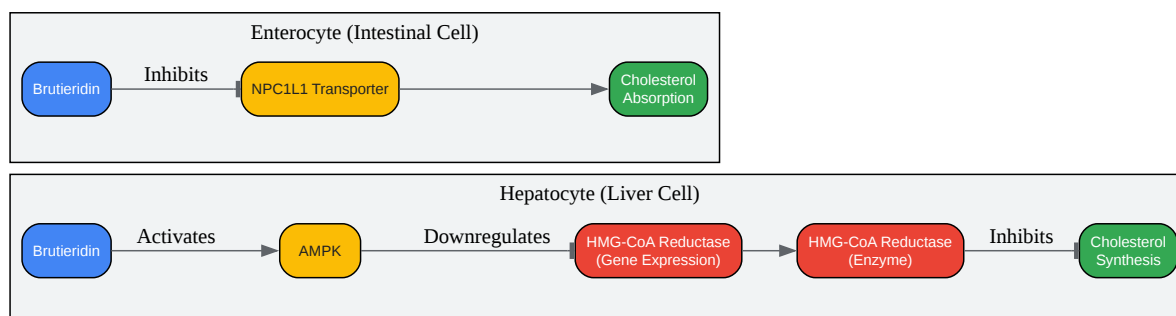 Enterocyte (Intestinal Cell)
Brutieridin
Inhibits
NPC1L1 Transporter
Cholesterol
Absorption
Hepatocyte (Liver Cell)
Brutieridin
Activates
AMPK
Downregulates
HMG-CoA Reductase
(Gene Expression)
HMG-CoA Reductase
(Enzyme)
Inhibits
Cholesterol
Synthesis